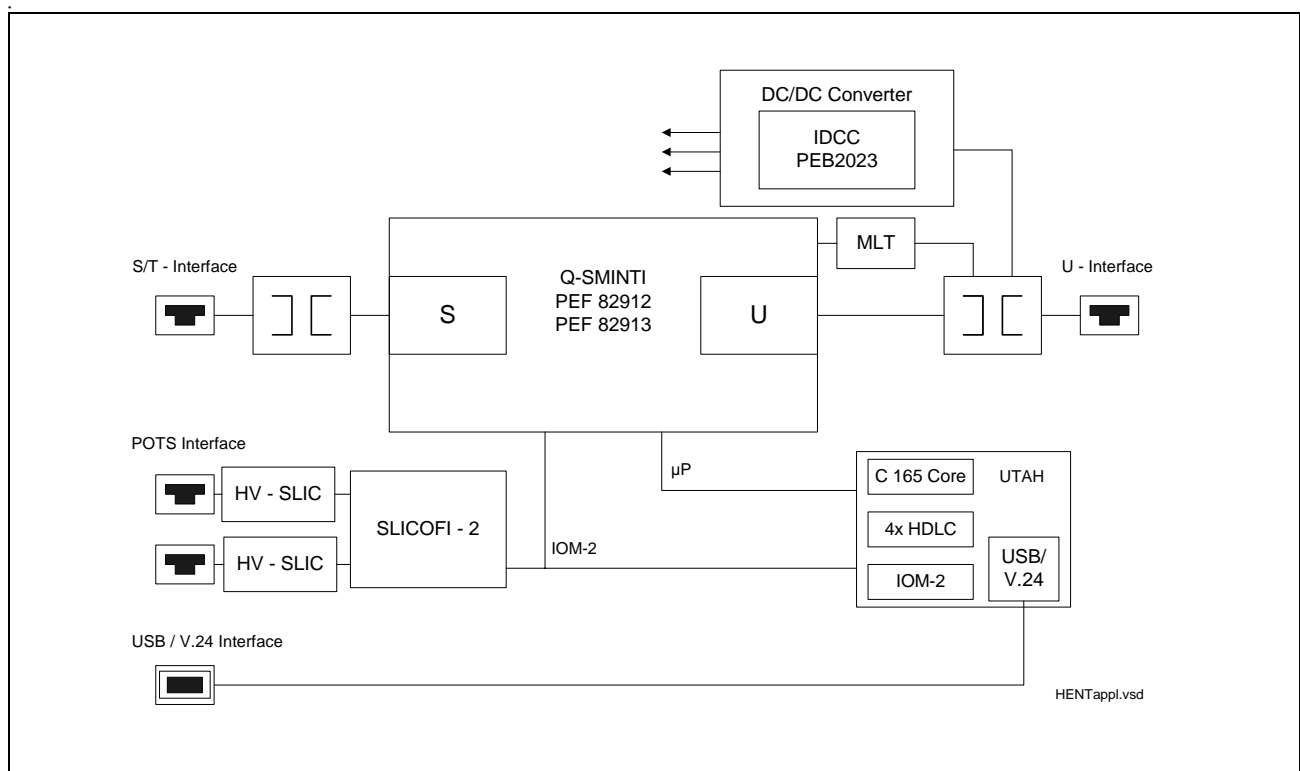 DC/DC Converter
IDCC
PEB2023
MLT
S/T - Interface
U - Interface
Q-SMINTI
PEF 82912
PEF 82913
S
U
POTS Interface
µP
HV - SLIC
SLICOFI - 2
HV - SLIC
IOM-2
C 165 Core
UTAH
4x HDLC
IOM-2
USB/
V.24
USB / V.24 Interface
HENTappl.vsd